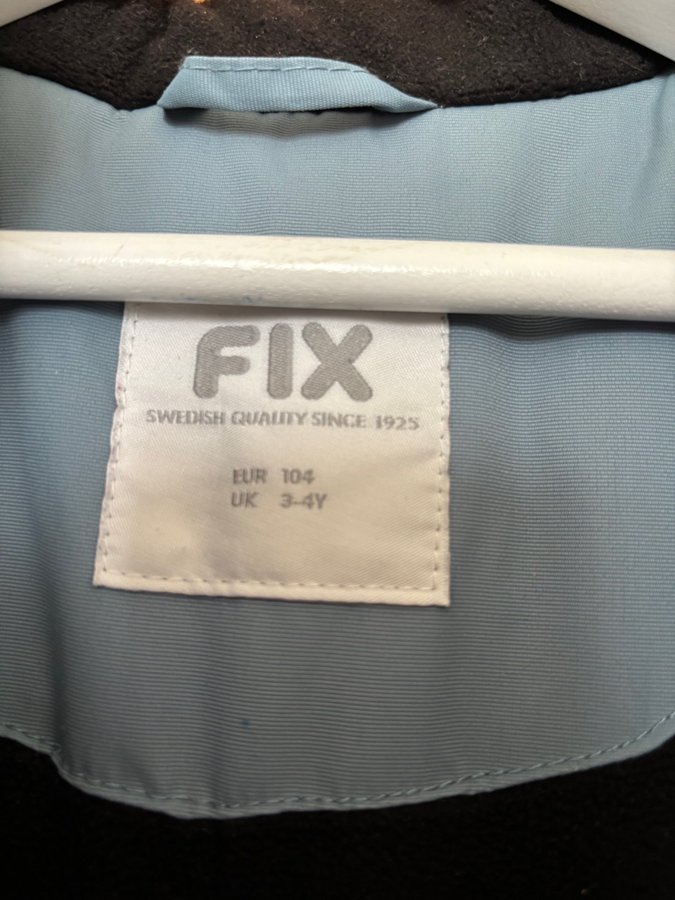 FIX
SWEDISH QUALITY SINCE 1925
EUR 104
UK 3-4Y